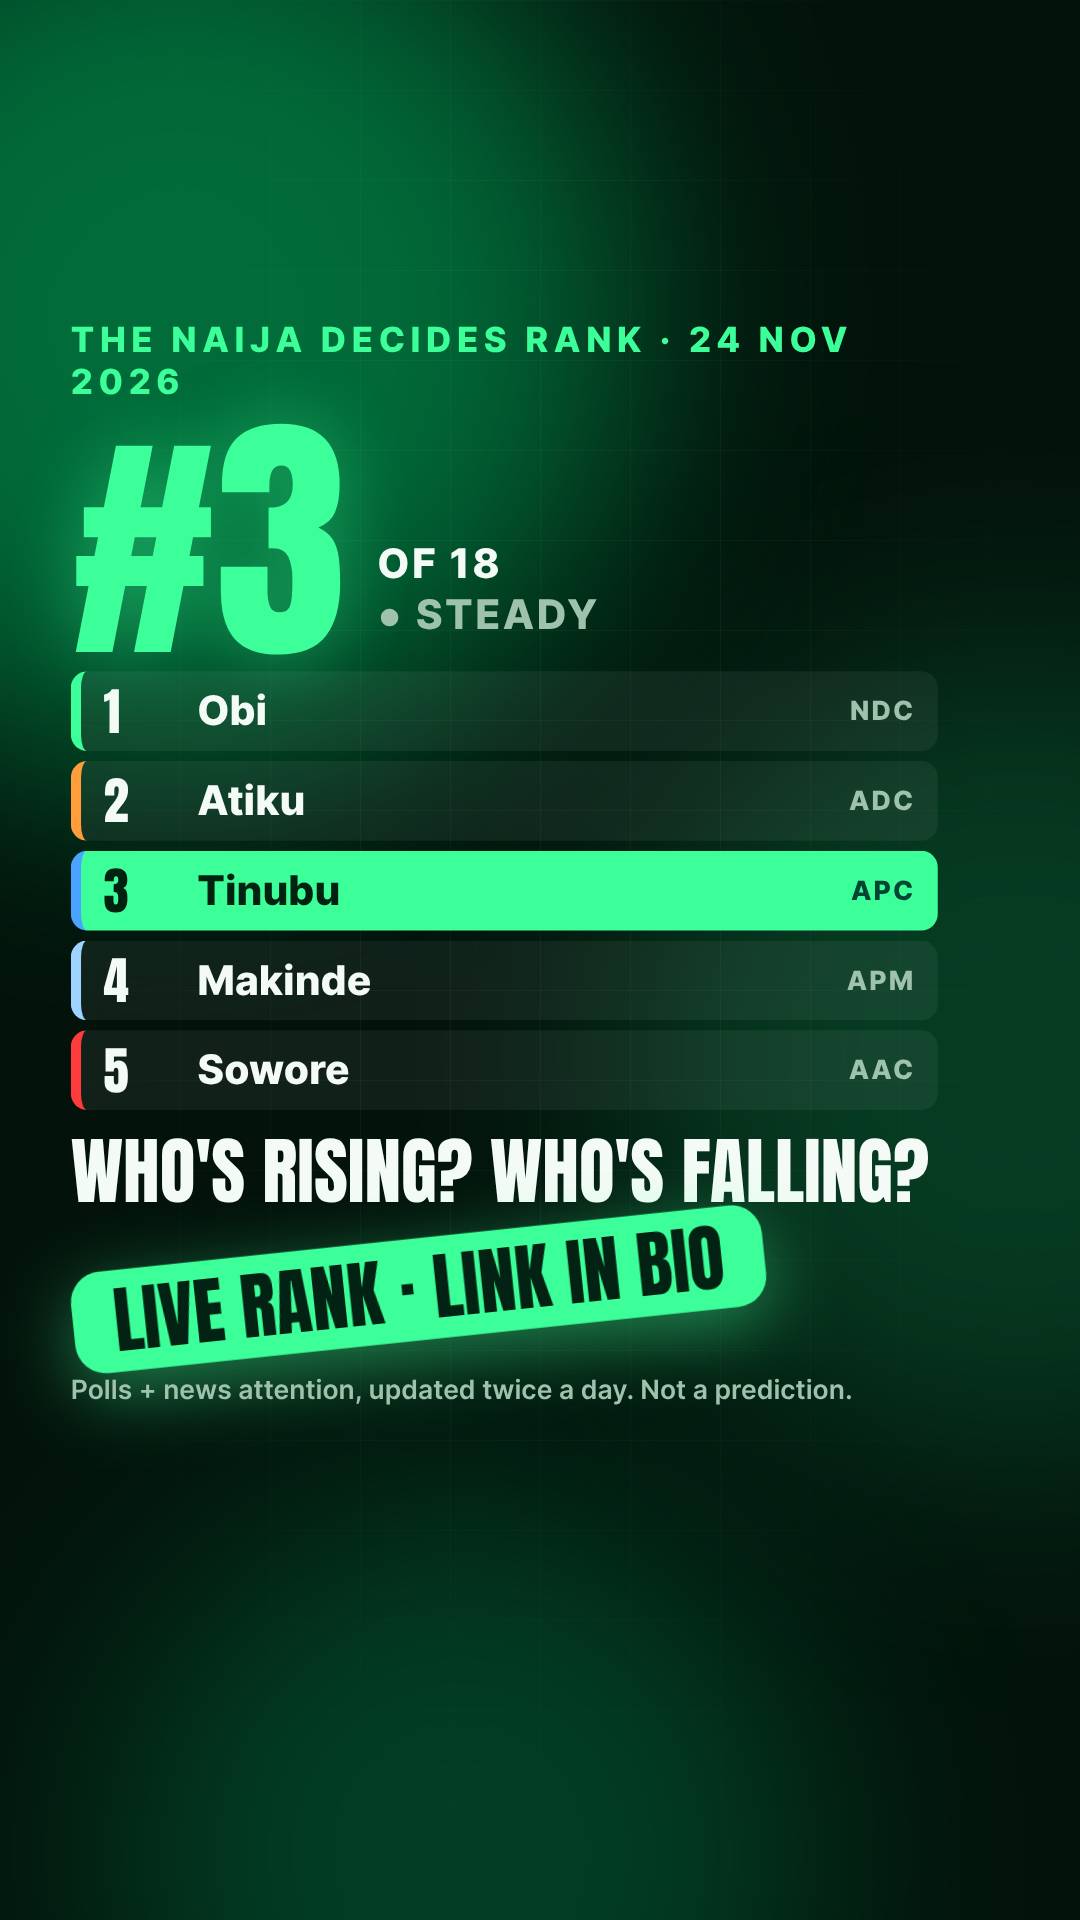 THE NAIJA DECIDES RANK · 24 NOV
2026
#3
OF 18
● STEADY
1 Obi NDC
2 Atiku ADC
3 Tinubu APC
4 Makinde APM
5 Sowore AAC
WHO'S RISING? WHO'S FALLING?
LIVE RANK · LINK IN BIO
Polls + news attention, updated twice a day. Not a prediction.